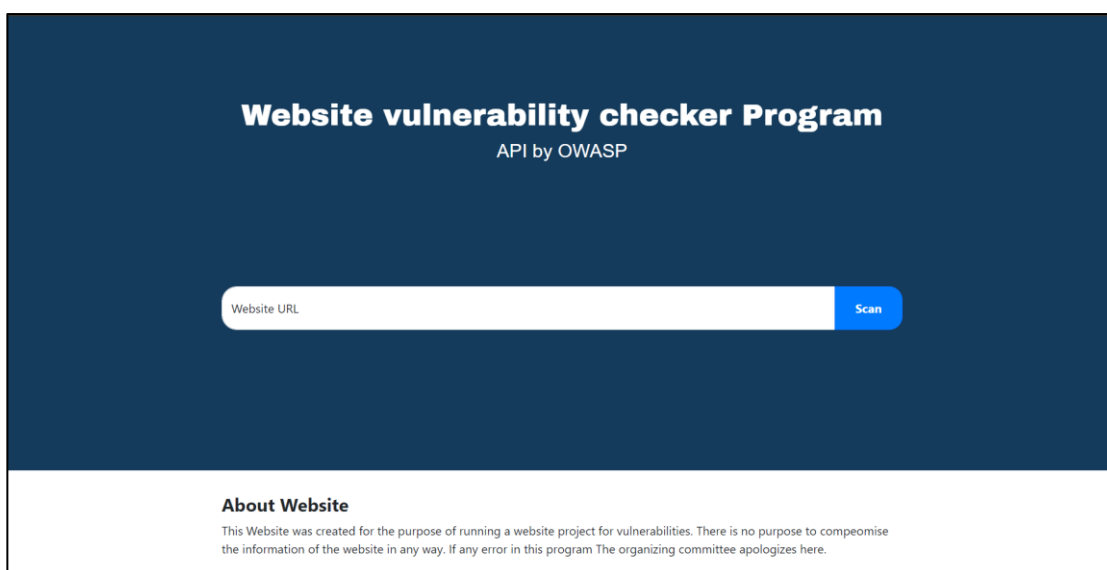 Website vulnerability checker Program
API by OWASP
Website URL
Scan
About Website
This Website was created for the purpose of running a website project for vulnerabilities. There is no purpose to compeomise
the information of the website in any way. If any error in this program The organizing committee apologizes here.